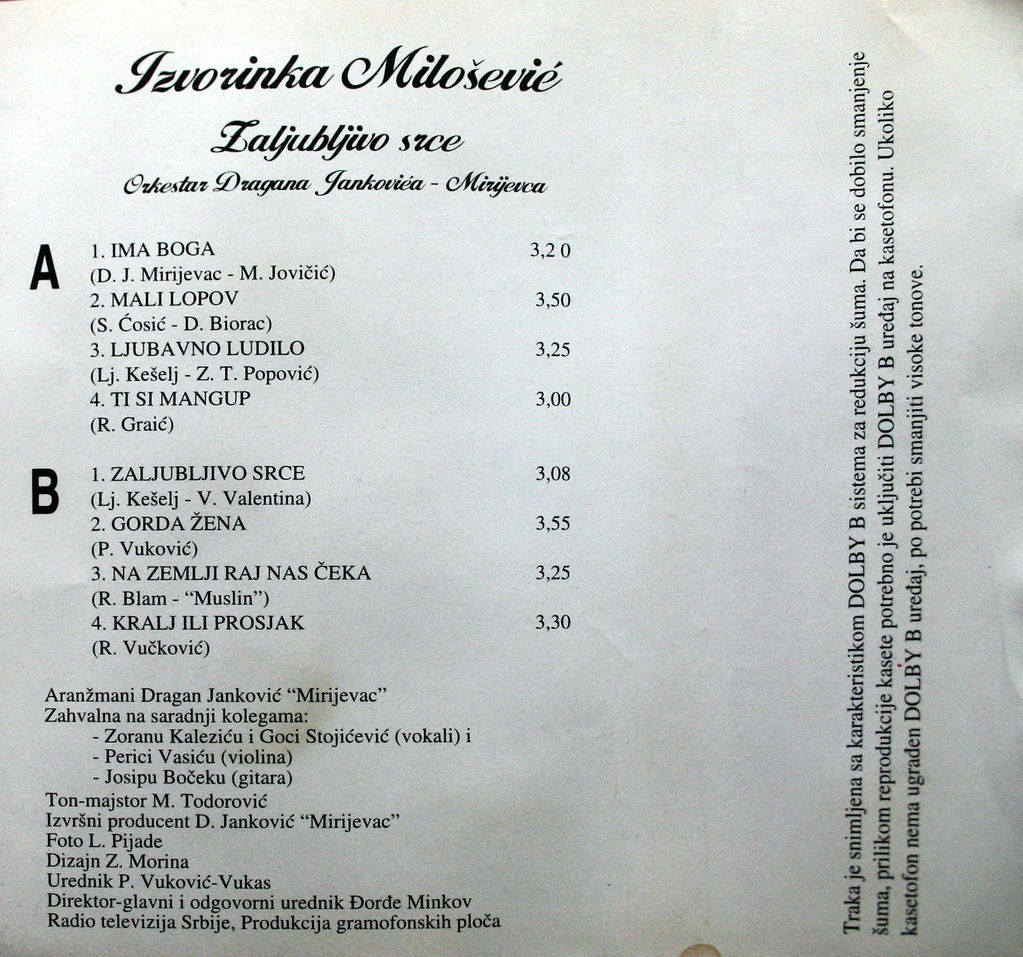 Izvorinka Milošević
Zaljubljivo srce
Orkestar Dragana Jankovića - Mirijevca
A
1. IMA BOGA 3,2 0
(D. J. Mirijevac - M. Jovičić)
2. MALI LOPOV 3,50
(S. Ćosić - D. Biorac)
3. LJUBAVNO LUDILO 3,25
(Lj. Kešelj - Z. T. Popović)
4. TI SI MANGUP 3,00
(R. Graić)
B
1. ZALJUBLJIVO SRCE 3,08
(Lj. Kešelj - V. Valentina)
2. GORDA ŽENA 3,55
(P. Vuković)
3. NA ZEMLJI RAJ NAS ČEKA 3,25
(R. Blam - “Muslin”)
4. KRALJ ILI PROSJAK 3,30
(R. Vučković)
Aranžmani Dragan Janković “Mirijevac”
Zahvalna na saradnji kolegama:
- Zoranu Kaleziću i Goci Stojićević (vokali) i
- Perici Vasiću (violina)
- Josipu Bočeku (gitara)
Ton-majstor M. Todorović
Izvršni producent D. Janković “Mirijevac”
Foto L. Pijade
Dizajn Z. Morina
Urednik P. Vuković-Vukas
Direktor-glavni i odgovorni urednik Đorđe Minkov
Radio televizija Srbije, Produkcija gramofonskih ploča
Traka je snimljena sa karakteristikom DOLBY B sistema za redukciju šuma. Da bi se dobilo smanjenje
šuma, prilikom reprodukcije kasete potrebno je uključiti DOLBY B uređaj na kasetofonu. Ukoliko
kasetofon nema ugrađen DOLBY B uređaj, po potrebi smanjiti visoke tonove.